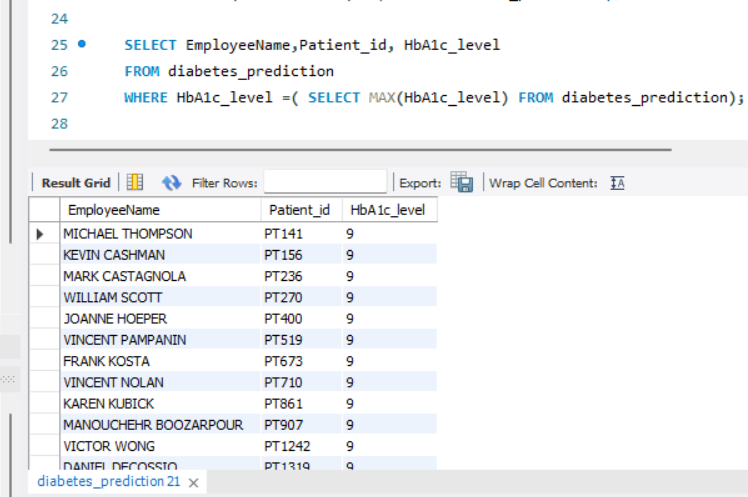 24
25 SELECT EmployeeName,Patient_id, HbA1c_level
26 FROM diabetes_prediction
27 WHERE HbA1c_level =( SELECT MAX(HbA1c_level) FROM diabetes_prediction);
28
Result Grid Filter Rows: Export: Wrap Cell Content: IA
EmployeeName Patient_id HbA1c_level
MICHAEL THOMPSON PT141 9
KEVIN CASHMAN PT156 9
MARK CASTAGNOLA PT236 9
WILLIAM SCOTT PT270 9
JOANNE HOEPER PT400 9
VINCENT PAMPANIN PT519 9
FRANK KOSTA PT673 9
VINCENT NOLAN PT710 9
KAREN KUBICK PT861 9
MANOUCHEHR BOOZARPOUR PT907 9
VICTOR WONG PT1242 9
DANIEL DECOSSIO PT1319 9
diabetes_prediction 21 ×